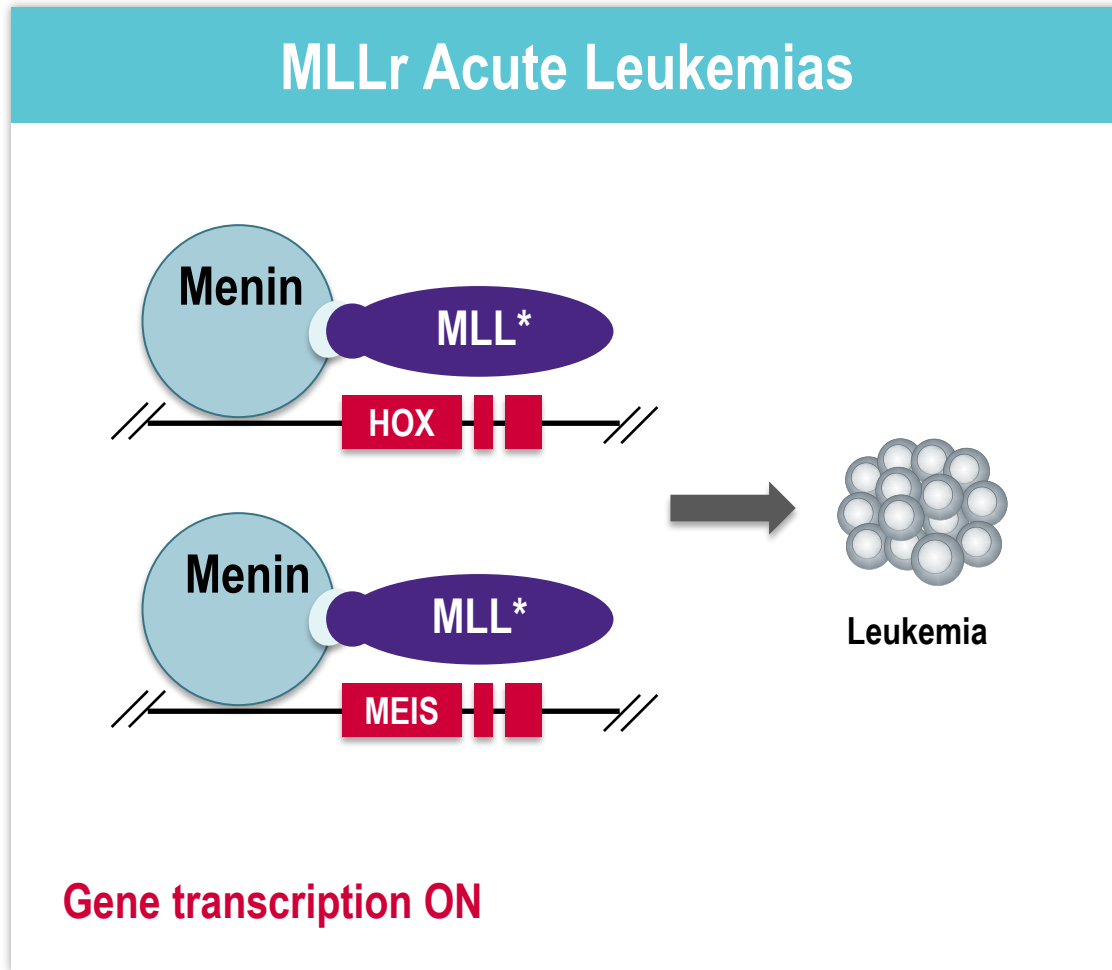 MLLr Acute Leukemias
Menin
MLL*
HOX
Menin
MLL*
MEIS
Leukemia
Gene transcription ON